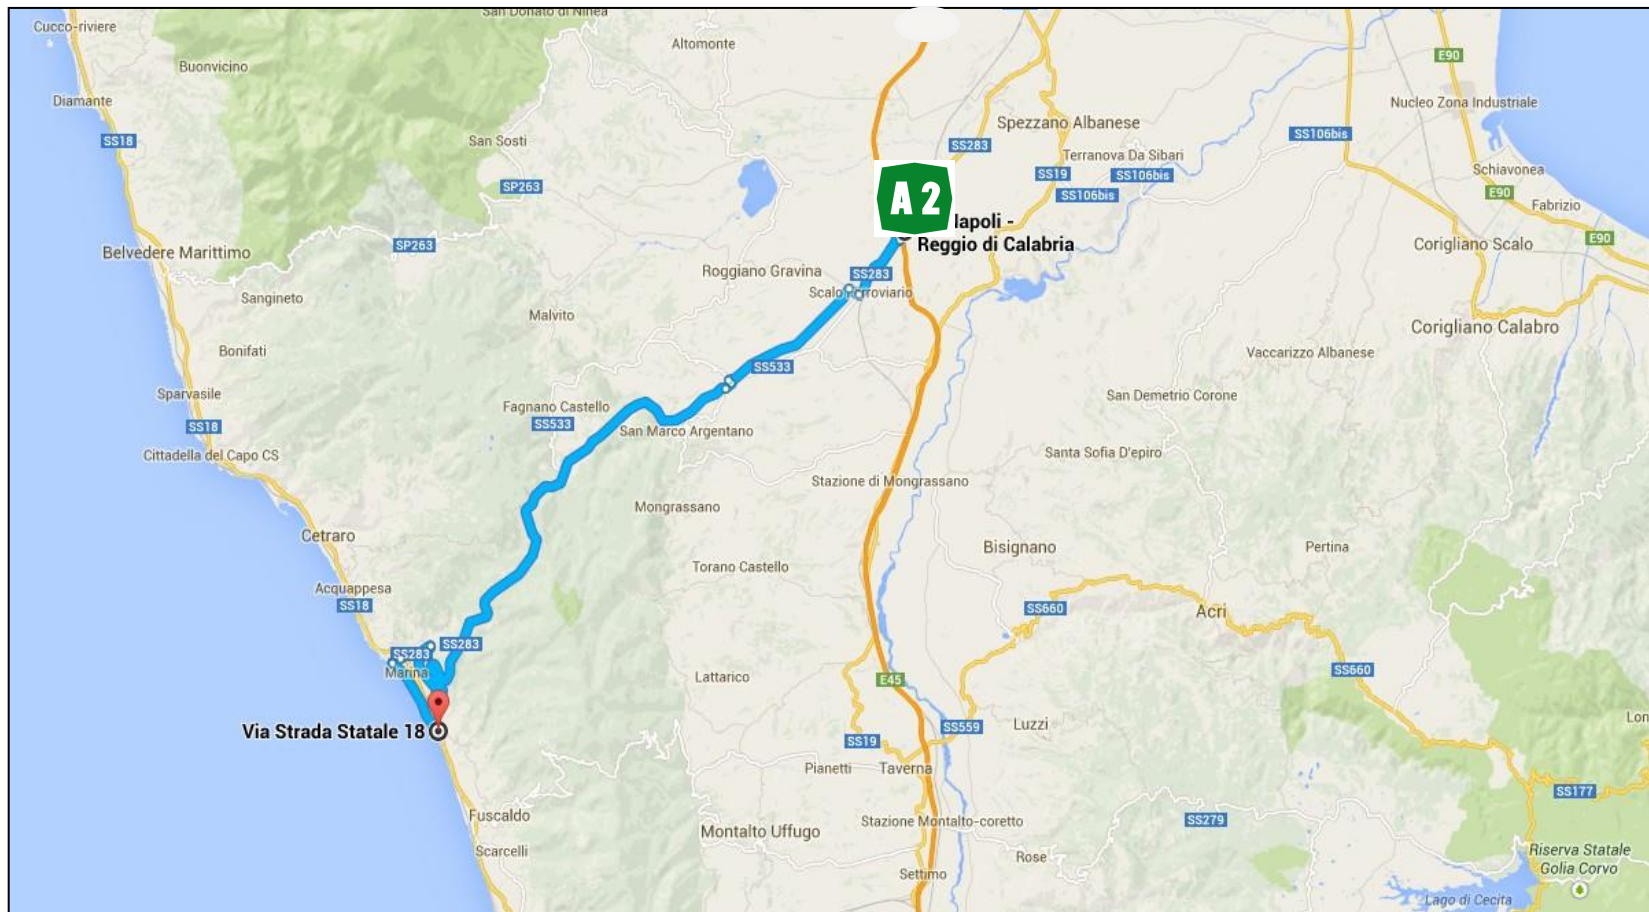 San Donato di Ninea
Cucco-riviere
Altomonte
Buonvicino
E90
Diamante
Nucleo Zona Industriale
SS18
San Sosti
Spezzano Albanese
SS283
SS106bis
Terranova Da Sibari
SS19
SS106bis
SS106bis
Schiavonea
SP263
E90
Fabrizio
A2
Napoli -
Reggio di Calabria
SP263
Belvedere Marittimo
E90
Corigliano Scalo
Roggiano Gravina
SS283
Scalo Ferroviario
Sangineto
Malvito
Corigliano Calabro
Bonifati
Vaccarizzo Albanese
SS533
Sparvasile
San Demetrio Corone
Fagnano Castello
SS533
SS18
San Marco Argentano
Cittadella del Capo CS
Santa Sofia D'epiro
Stazione di Mongrassano
Mongrassano
Cetraro
Bisignano
Pertina
Torano Castello
Acquappesa
SS18
SS660
Acri
SS283
SS283
Marina
SS660
Lattarico
E45
Via Strada Statale 18
Luzzi
SS559
Lon
SS19
Pianetti
Taverna
SS177
Fuscaldo
Montalto Uffugo
Stazione Montalto-coretto
SS279
Scarcelli
Rose
Riserva Statale
Golia Corvo
Settimo
Lago di Cecita